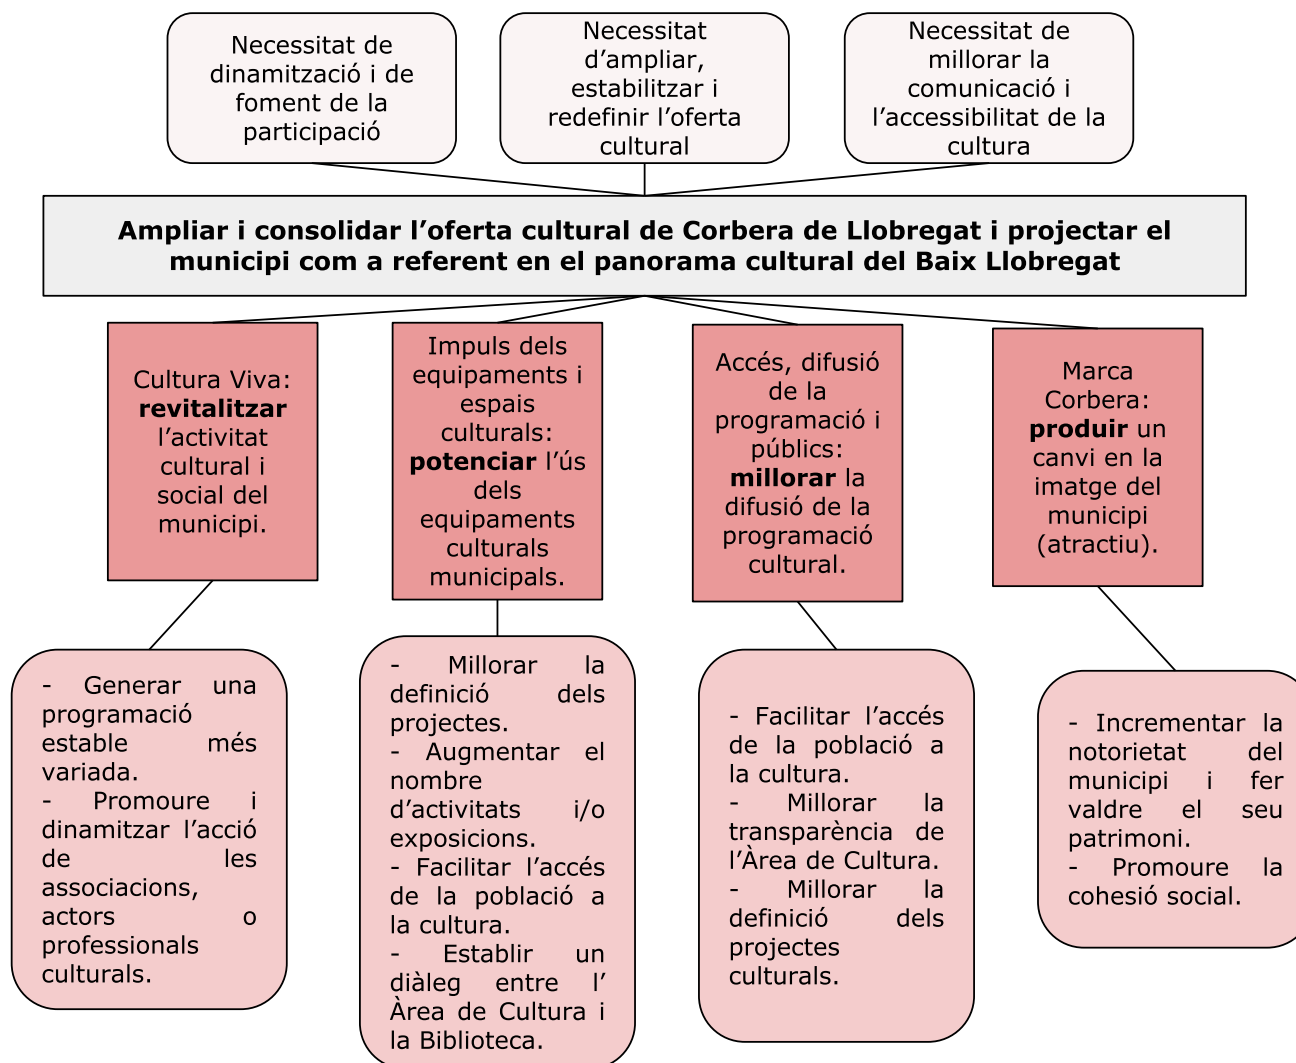 Necessitat de
dinamització i de
foment de la
participació
Necessitat
d’ampliar,
estabilitzar i
redefinir l’oferta
cultural
Necessitat de
millorar la
comunicació i
l’accessibilitat de la
cultura
Ampliar i consolidar l’oferta cultural de Corbera de Llobregat i projectar el
municipi com a referent en el panorama cultural del Baix Llobregat
Cultura Viva:
revitalitzar
l’activitat
cultural i
social del
municipi.
Impuls dels
equipaments i
espais
culturals:
potenciar l’ús
dels
equipaments
culturals
municipals.
Accés, difusió
de la
programació i
públics:
millorar la
difusió de la
programació
cultural.
Marca
Corbera:
produir un
canvi en la
imatge del
municipi
(atractiu).
- Generar una
programació
estable més
variada.
- Promoure i
dinamitzar l’acció
de les
associacions,
actors o
professionals
culturals.
- Millorar la
definició dels
projectes.
- Augmentar el
nombre
d’activitats i/o
exposicions.
- Facilitar l’accés
de la població a
la cultura.
- Establir un
diàleg entre l’
Àrea de Cultura i
la Biblioteca.
- Facilitar l’accés
de la població a
la cultura.
- Millorar la
transparència de
l’Àrea de Cultura.
- Millorar la
definició dels
projectes
culturals.
- Incrementar la
notorietat del
municipi i fer
valdre el seu
patrimoni.
- Promoure la
cohesió social.